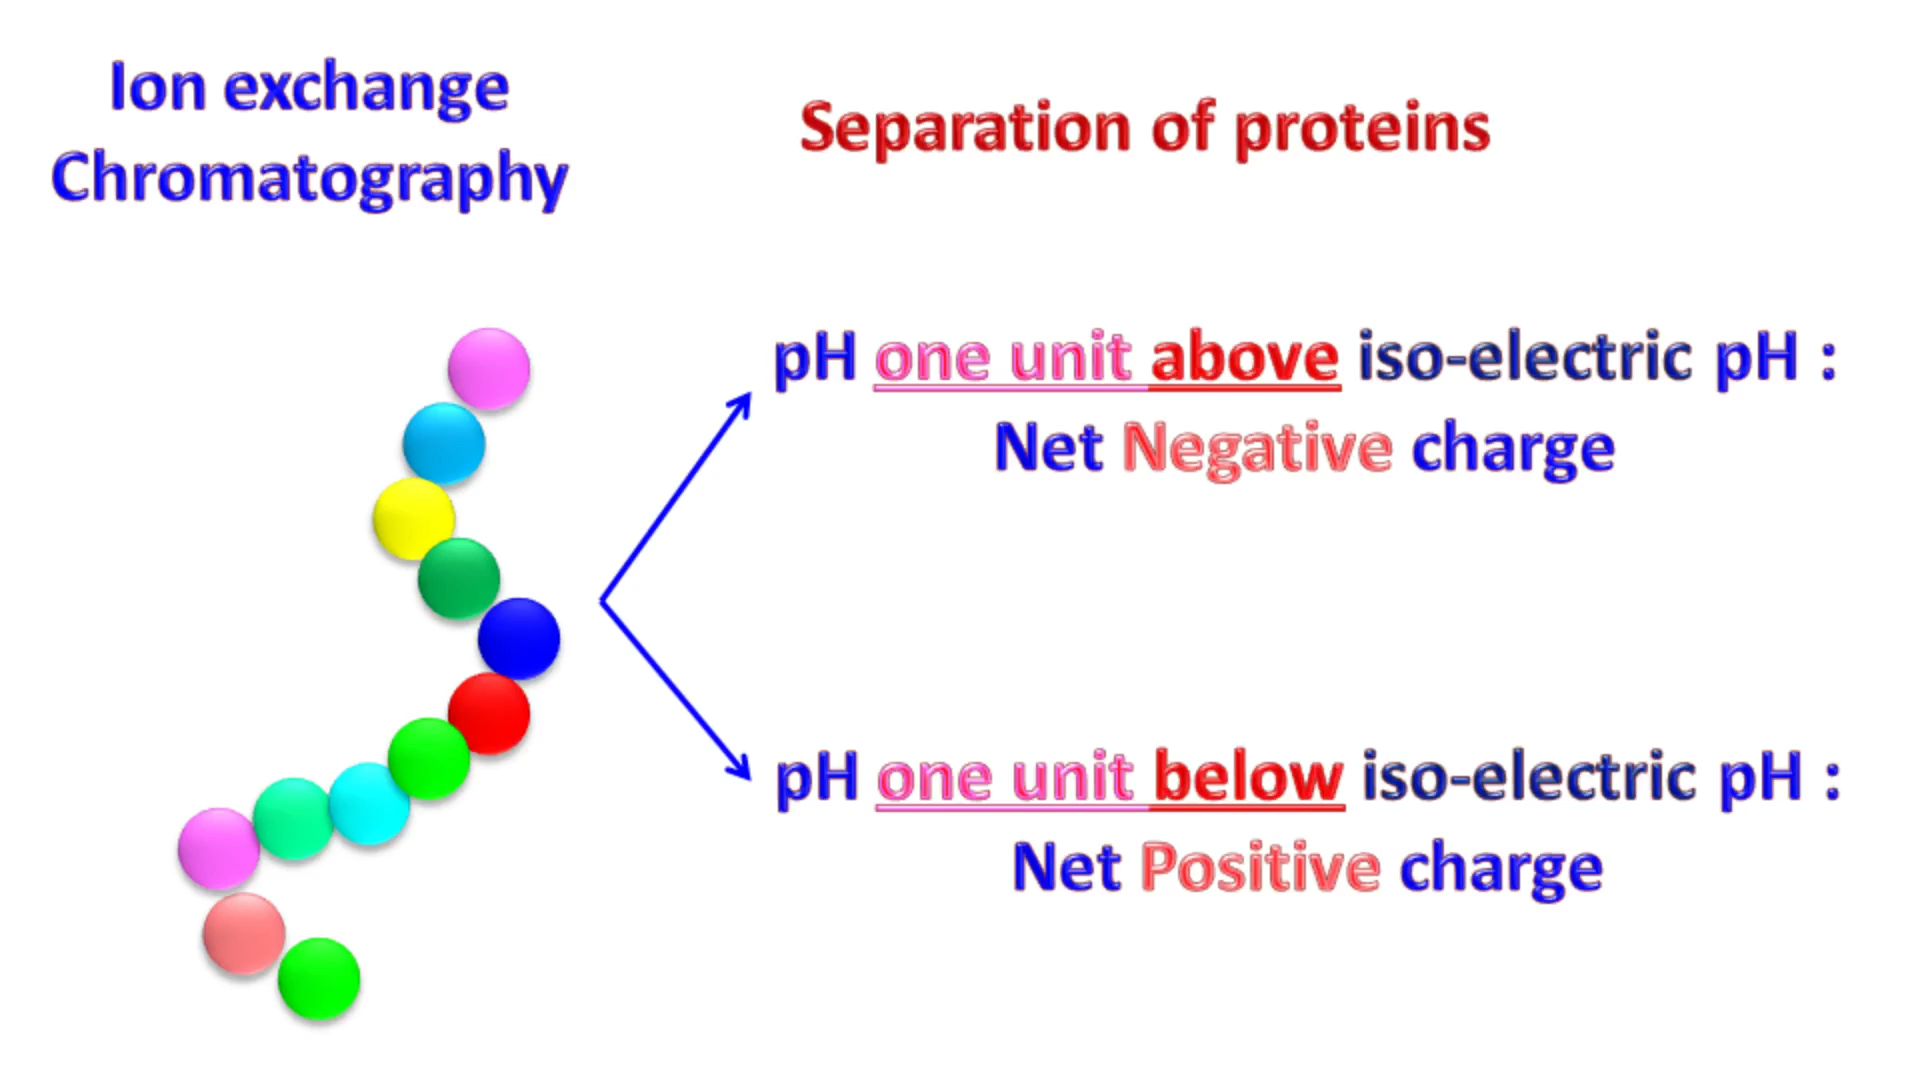 Ion exchange
Chromatography
Separation of proteins
pH one unit above iso-electric pH :
Net Negative charge
pH one unit below iso-electric pH :
Net Positive charge